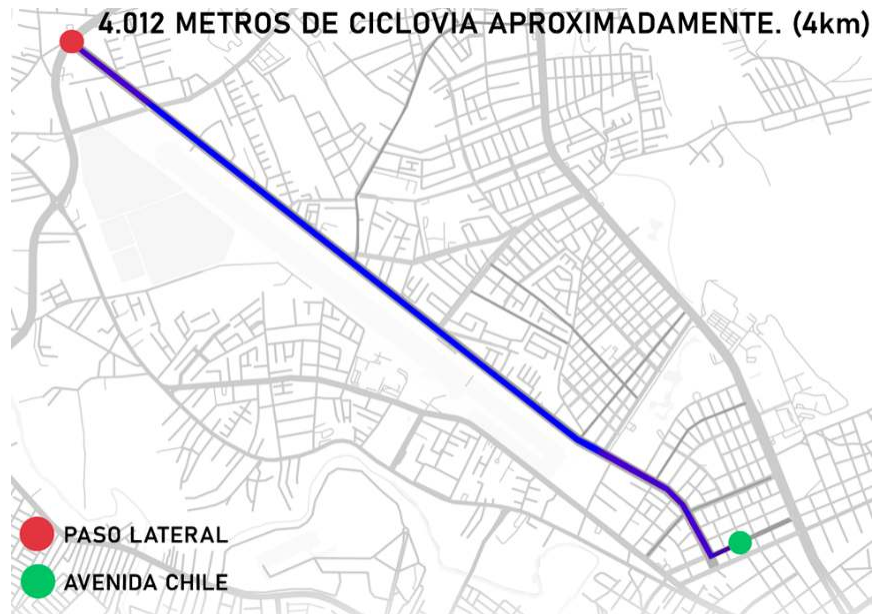 4.012 METROS DE CICLOVIA APROXIMADAMENTE. (4km)
PASO LATERAL
AVENIDA CHILE